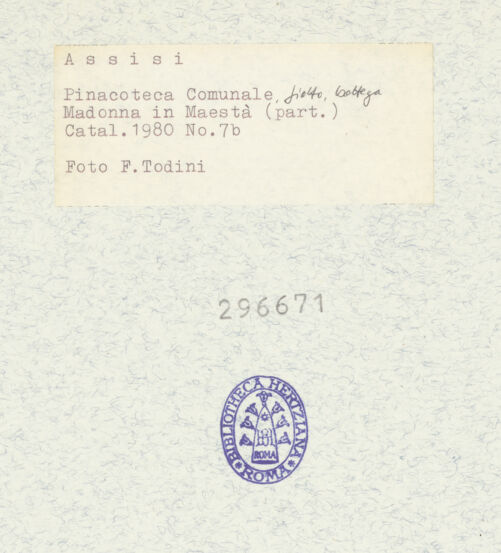 A s s i s i
Pinacoteca Comunale, Giotto, bottega
Madonna in Maestà (part.)
Catal.1980 No.7b
Foto F.Todini
296671
BIBLIOTHECA HERTZIANA
ROMA
ROMA